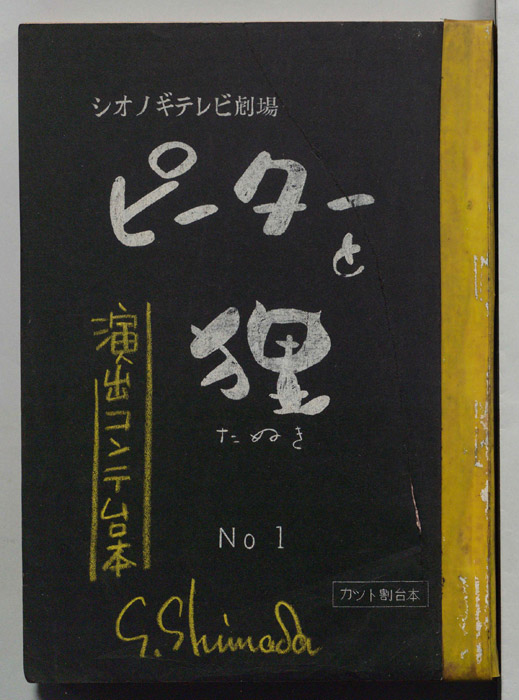 シオノギテレビ劇場
ピーターと
狸
たぬき
演出コンテ台本
No 1
カット割台本
S. Shimada